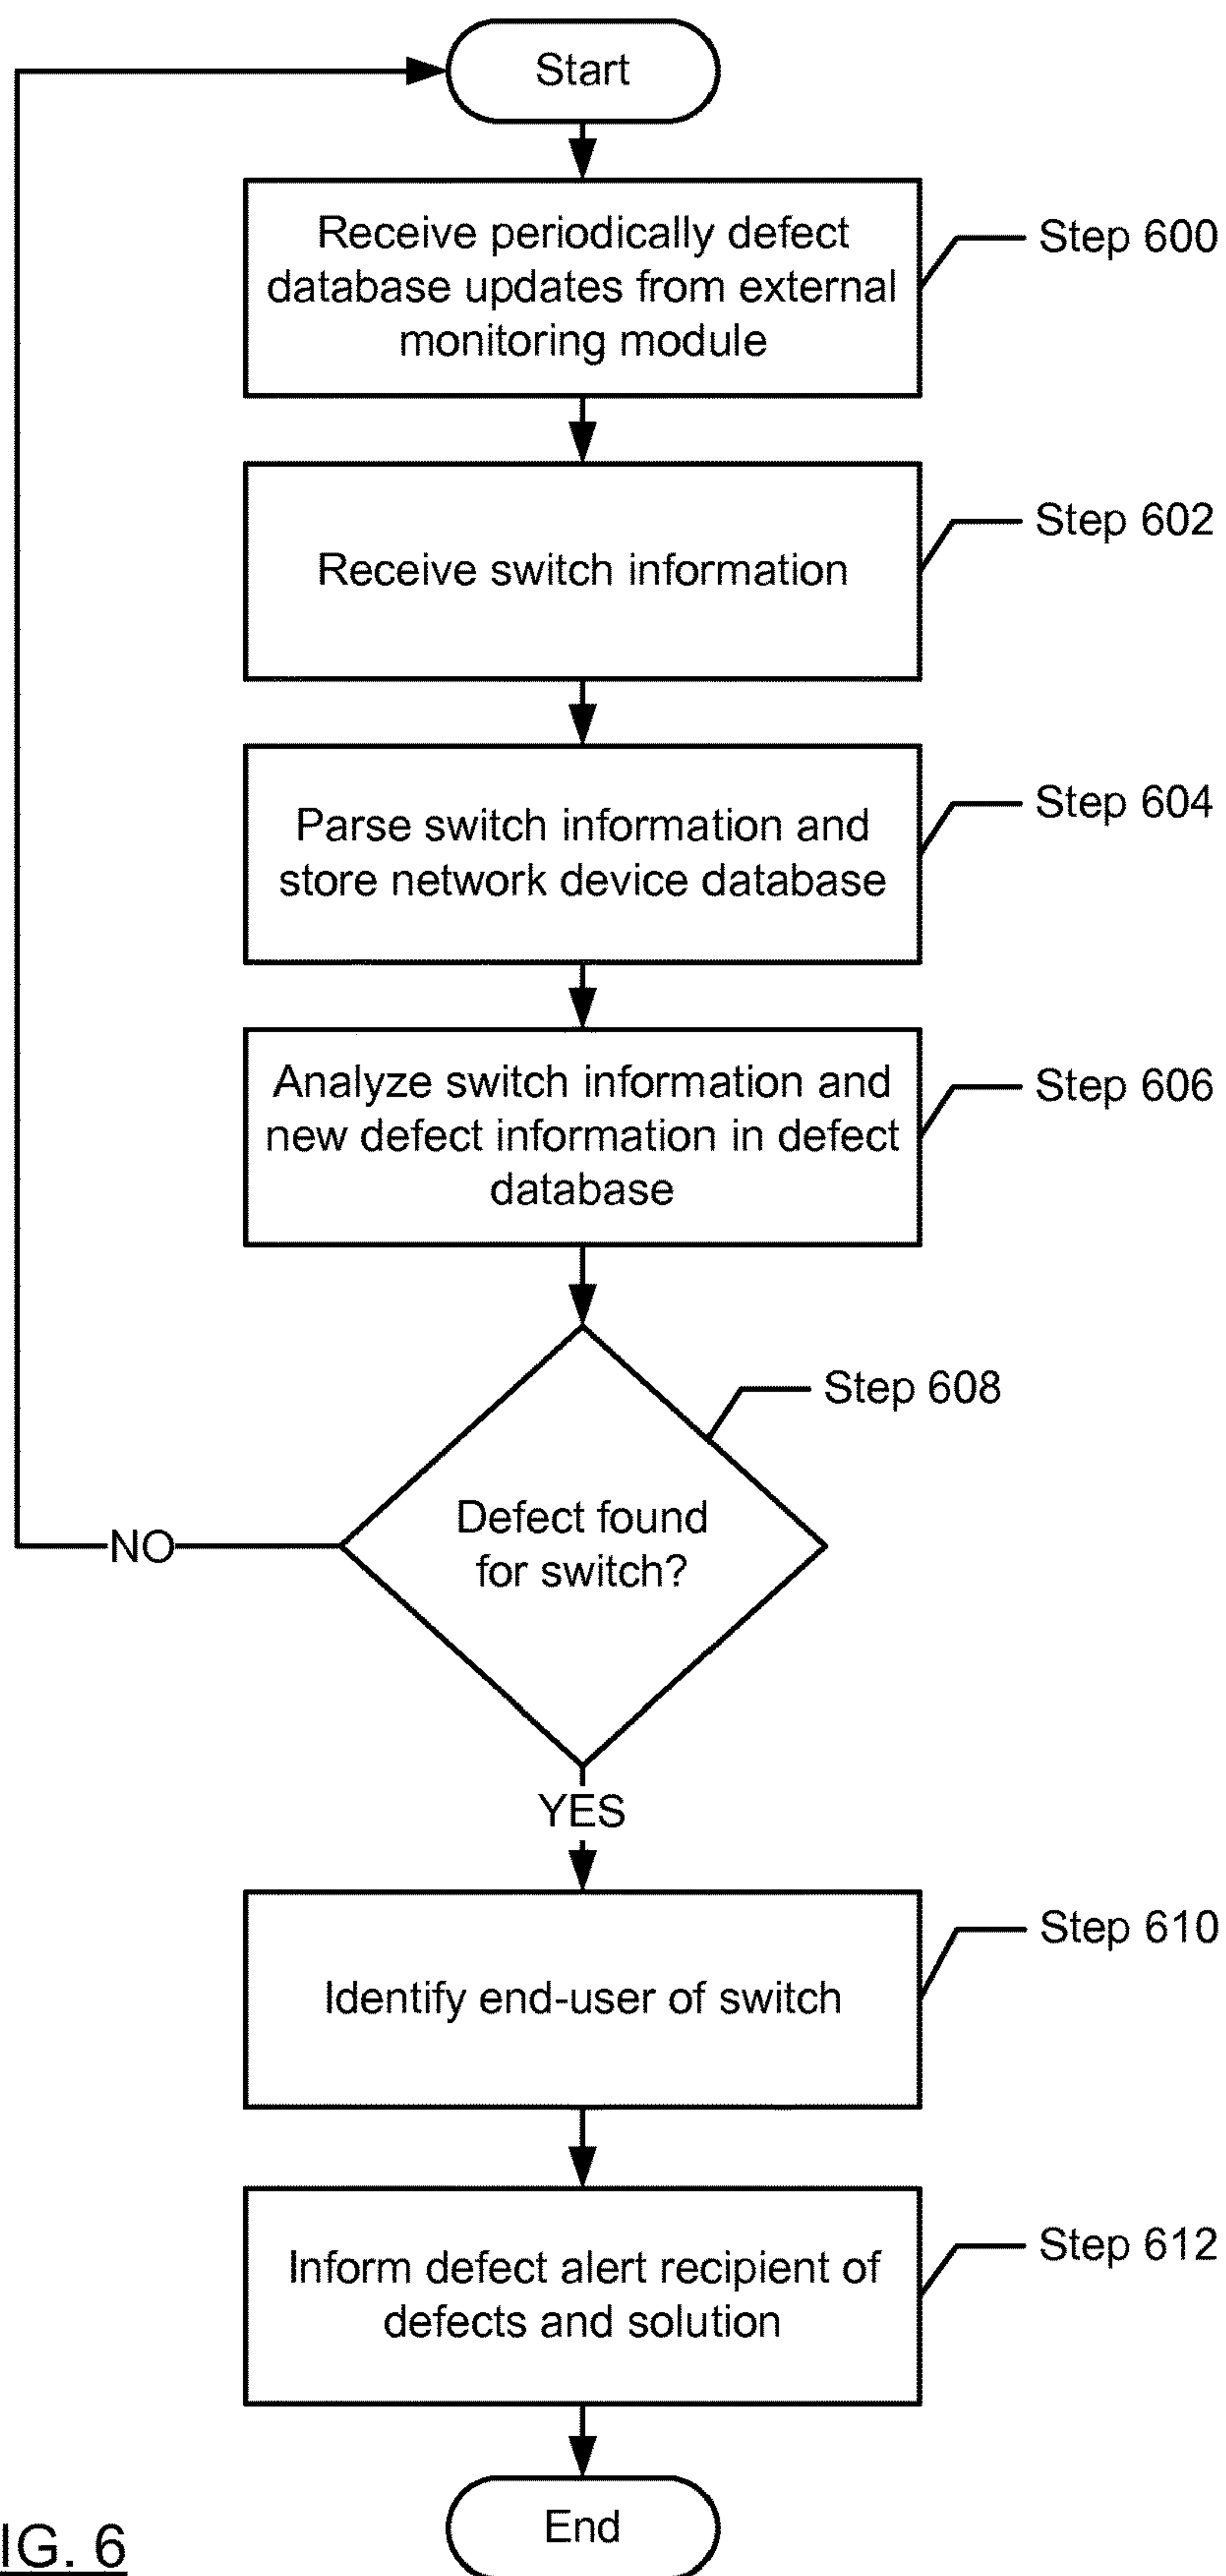 Start
Receive periodically defect
database updates from external
monitoring module
Step 600
Receive switch information
Step 602
Parse switch information and
store network device database
Step 604
Analyze switch information and
new defect information in defect
database
Step 606
Defect found
for switch?
Step 608
NO
YES
Identify end-user of switch
Step 610
Inform defect alert recipient of
defects and solution
Step 612
End
IG. 6